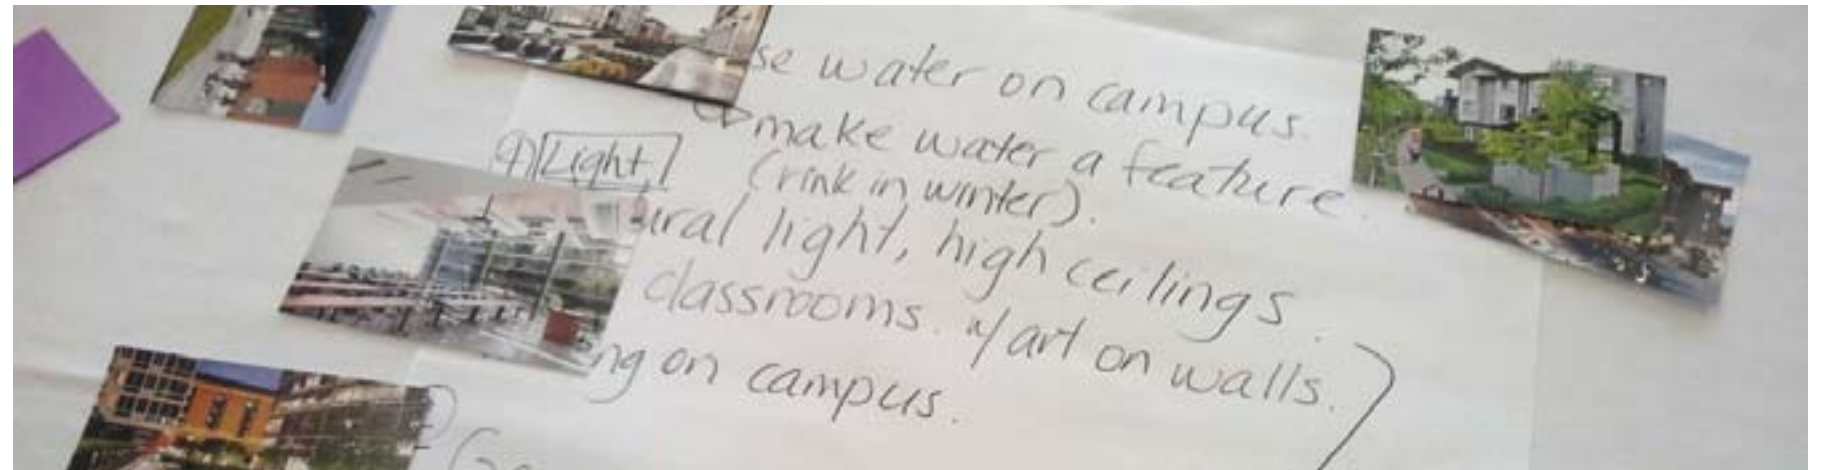 se water on campus.
↳ make water a feature.
(rink in winter).
9) Light
ural light, high ceilings.
classrooms. w/ art on walls.
ng on campus.